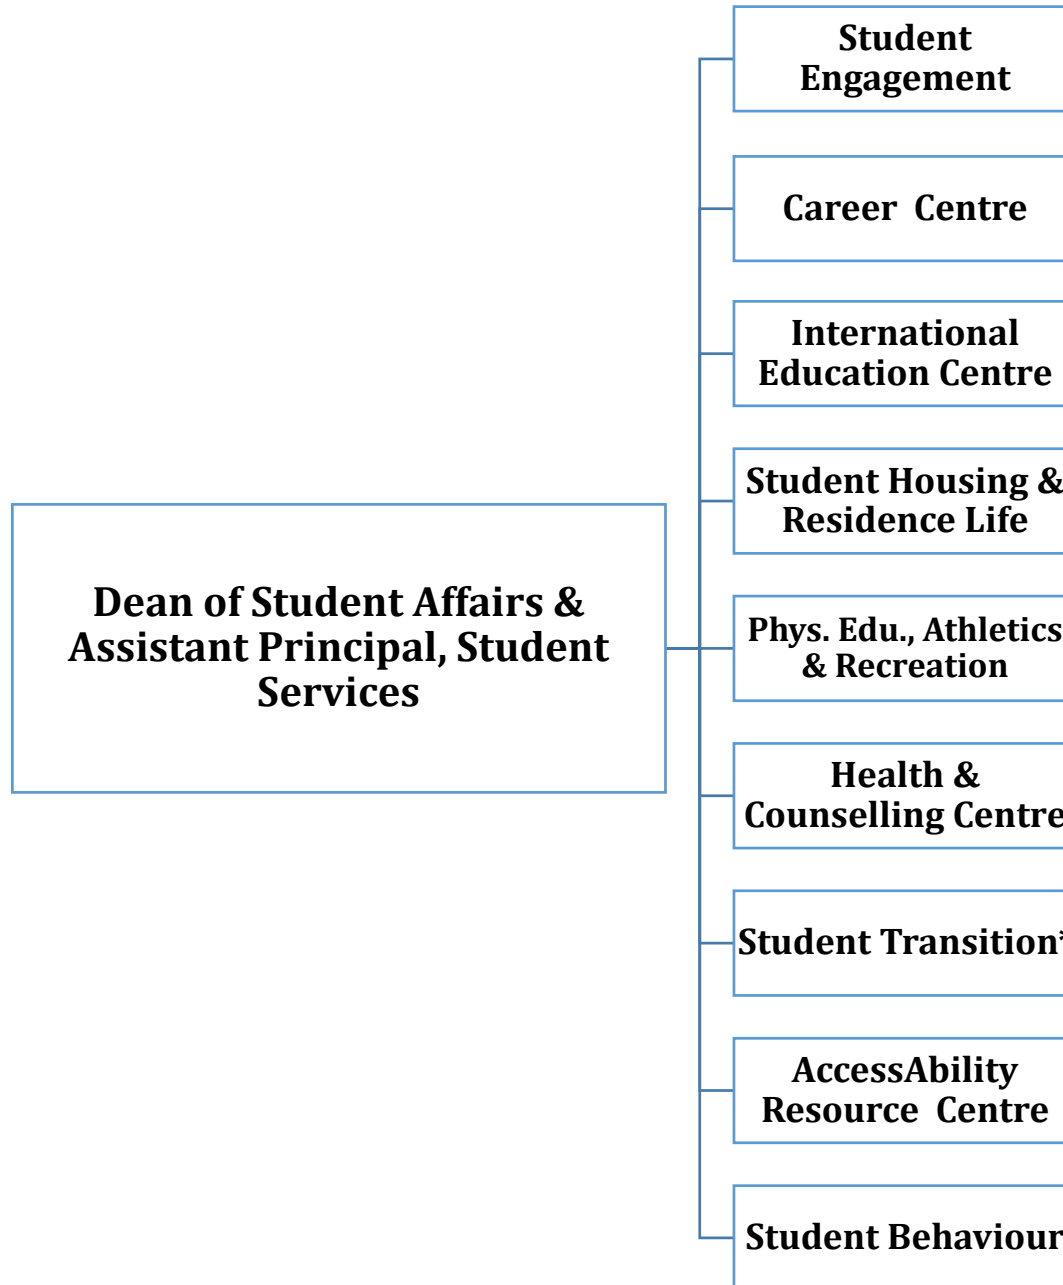 Student
Engagement
Career Centre
International
Education Centre
Student Housing &
Residence Life
Dean of Student Affairs &
Assistant Principal, Student
Services
Phys. Edu., Athletics
& Recreation
Health &
Counselling Centre
Student Transition*
AccessAbility
Resource Centre
Student Behaviour